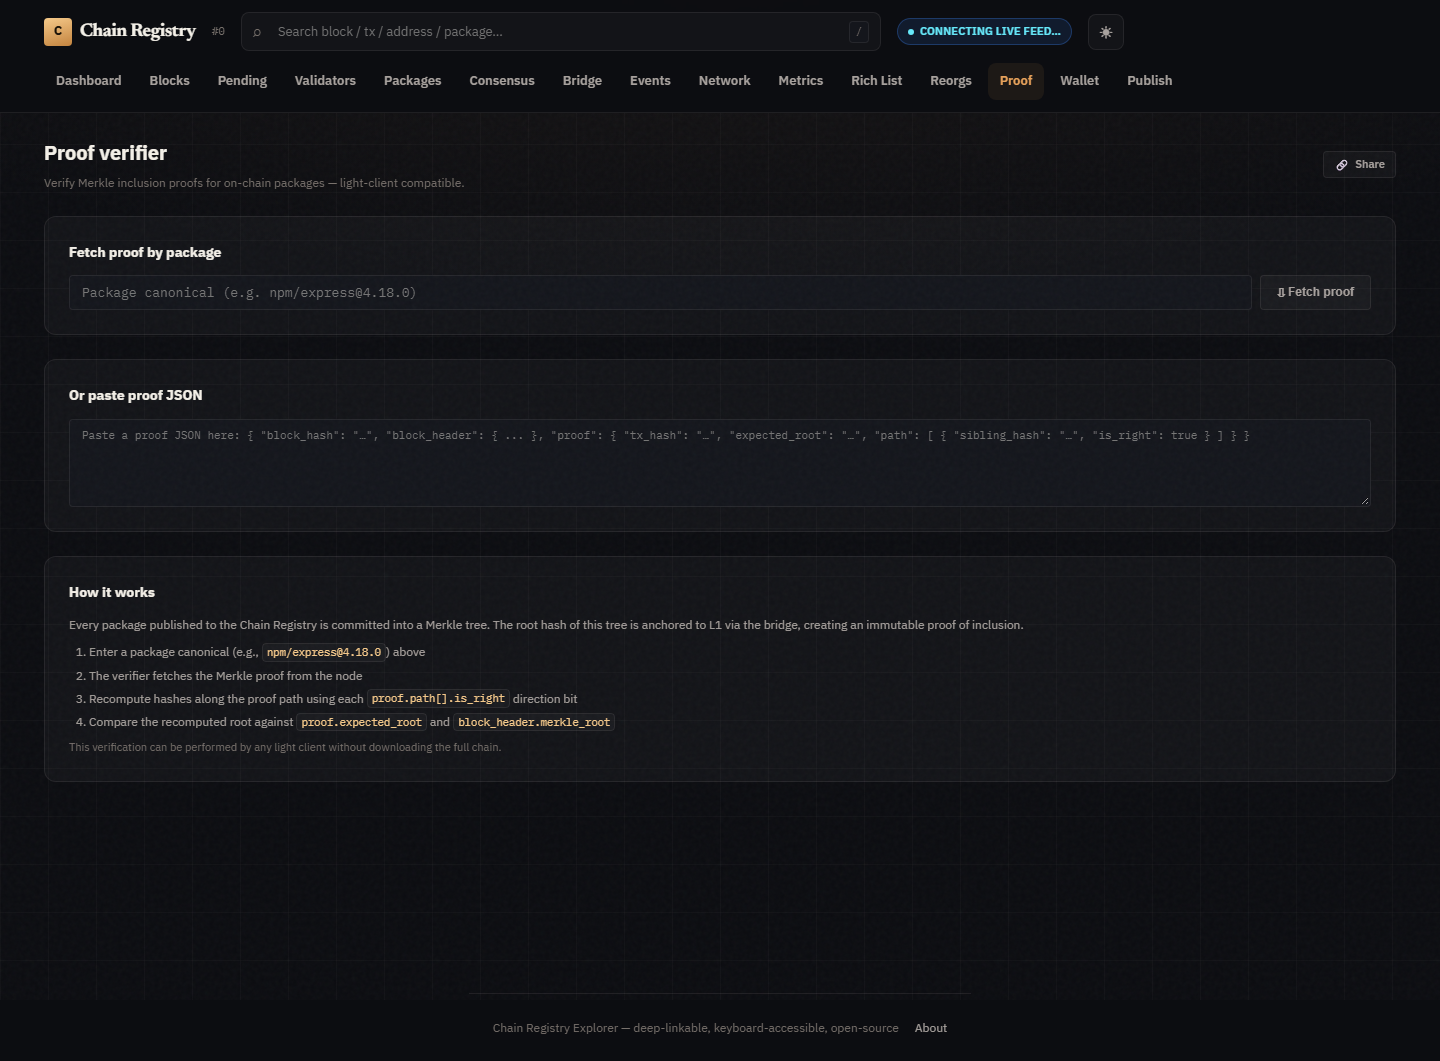 C Chain Registry #0 Search block / tx / address / package… / CONNECTING LIVE FEED…
Dashboard Blocks Pending Validators Packages Consensus Bridge Events Network Metrics Rich List Reorgs Proof Wallet Publish
Proof verifier
Verify Merkle inclusion proofs for on-chain packages — light-client compatible.
Share
Fetch proof by package
Package canonical (e.g. npm/express@4.18.0)
⇩ Fetch proof
Or paste proof JSON
Paste a proof JSON here: { "block_hash": "…", "block_header": { ... }, "proof": { "tx_hash": "…", "expected_root": "…", "path": [ { "sibling_hash": "…", "is_right": true } ] } }
How it works
Every package published to the Chain Registry is committed into a Merkle tree. The root hash of this tree is anchored to L1 via the bridge, creating an immutable proof of inclusion.
1. Enter a package canonical (e.g., npm/express@4.18.0) above
2. The verifier fetches the Merkle proof from the node
3. Recompute hashes along the proof path using each proof.path[].is_right direction bit
4. Compare the recomputed root against proof.expected_root and block_header.merkle_root
This verification can be performed by any light client without downloading the full chain.
Chain Registry Explorer — deep-linkable, keyboard-accessible, open-source About